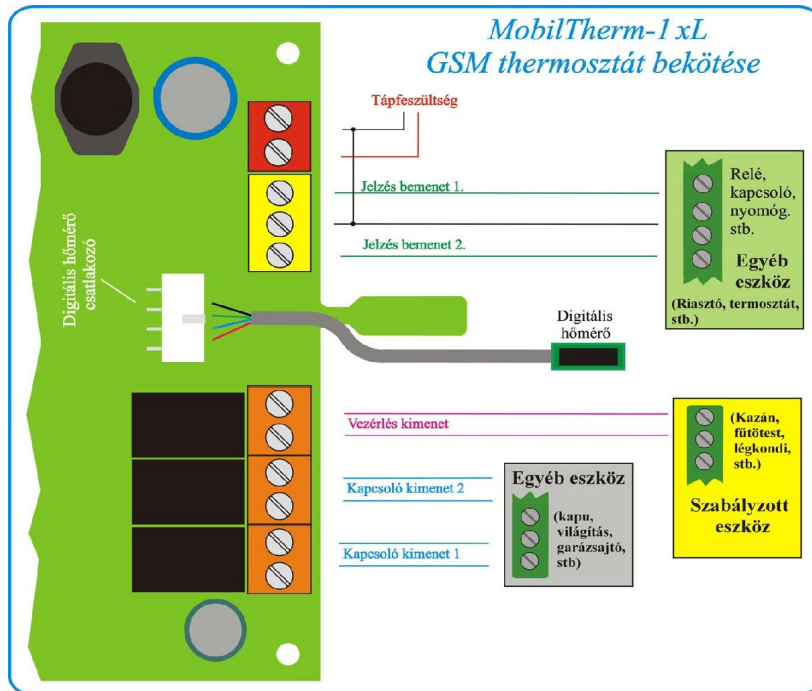 MobilTherm-1 xL
GSM thermosztát bekötése
Tápfeszültség
Jelzés bemenet 1.
Jelzés bemenet 2.
Relé,
kapcsoló,
nyomóg.
stb.
Egyéb
eszköz
(Riasztó, termosztát,
stb.)
Digitális hőmérő
csatlakozó
Digitális
hőmérő
Vezérlés kimenet
(Kazán,
fűtötest,
légkondi,
stb.)
Szabályzott
eszköz
Kapcsoló kimenet 2
Kapcsoló kimenet 1
Egyéb eszköz
(kapu,
világítás,
garázsajtó,
stb)